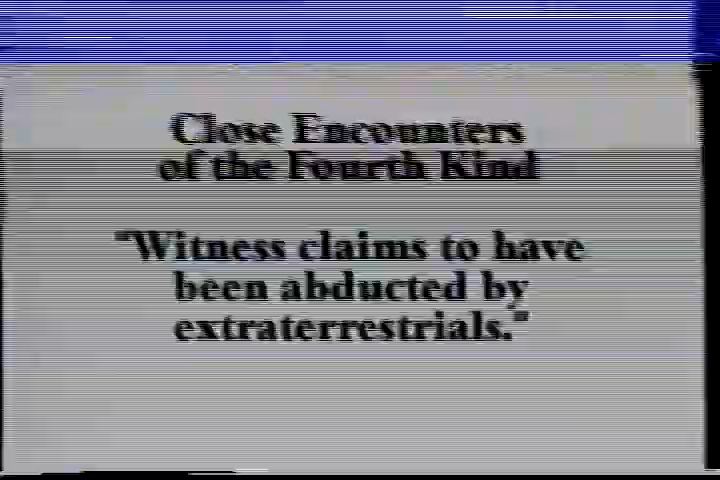 Close Encounters
of the Fourth Kind
"Witness claims to have
been abducted by
extraterrestrials."